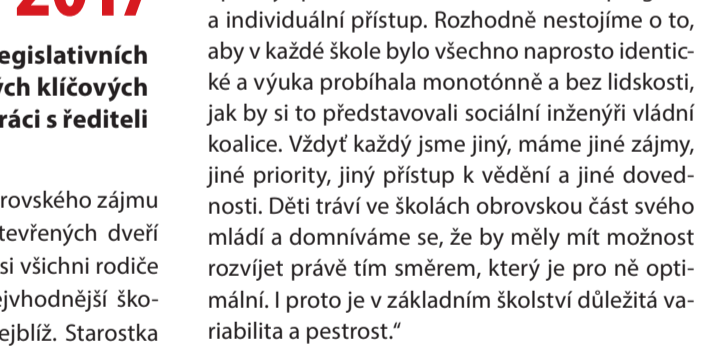 2017
egislativních
ých klíčových
ráci s řediteli
rovského zájmu
tevřených dveří
si všichni rodiče
ejvhodnější ško-
ejblíž. Starostka
a individuální přístup. Rozhodně nestojíme o to,
aby v každé škole bylo všechno naprosto identic-
ké a výuka probíhala monotónně a bez lidskosti,
jak by si to představovali sociální inženýři vládní
koalice. Vždyť každý jsme jiný, máme jiné zájmy,
jiné priority, jiný přístup k vědění a jiné doved-
nosti. Děti tráví ve školách obrovskou část svého
mládí a domníváme se, že by měly mít možnost
rozvíjet právě tím směrem, který je pro ně opti-
mální. I proto je v základním školství důležitá va-
riabilita a pestrost.“